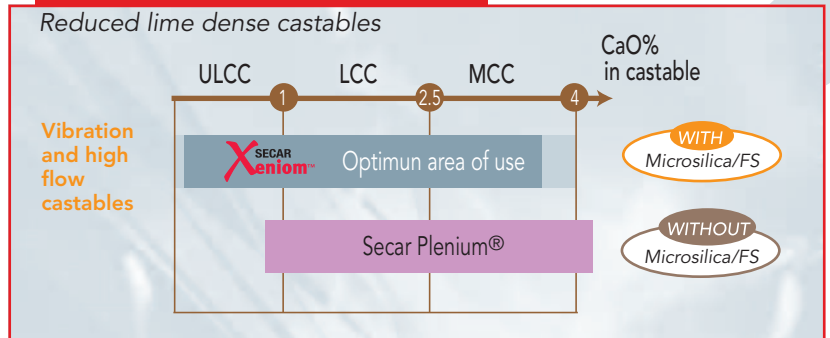 Reduced lime dense castables
CaO%
in castable
ULCC LCC MCC
1 2.5 4
Vibration
and high
flow
castables
SECAR
Xeniom™
Optimun area of use
WITH
Microsilica/FS
Secar Plenium®
WITHOUT
Microsilica/FS